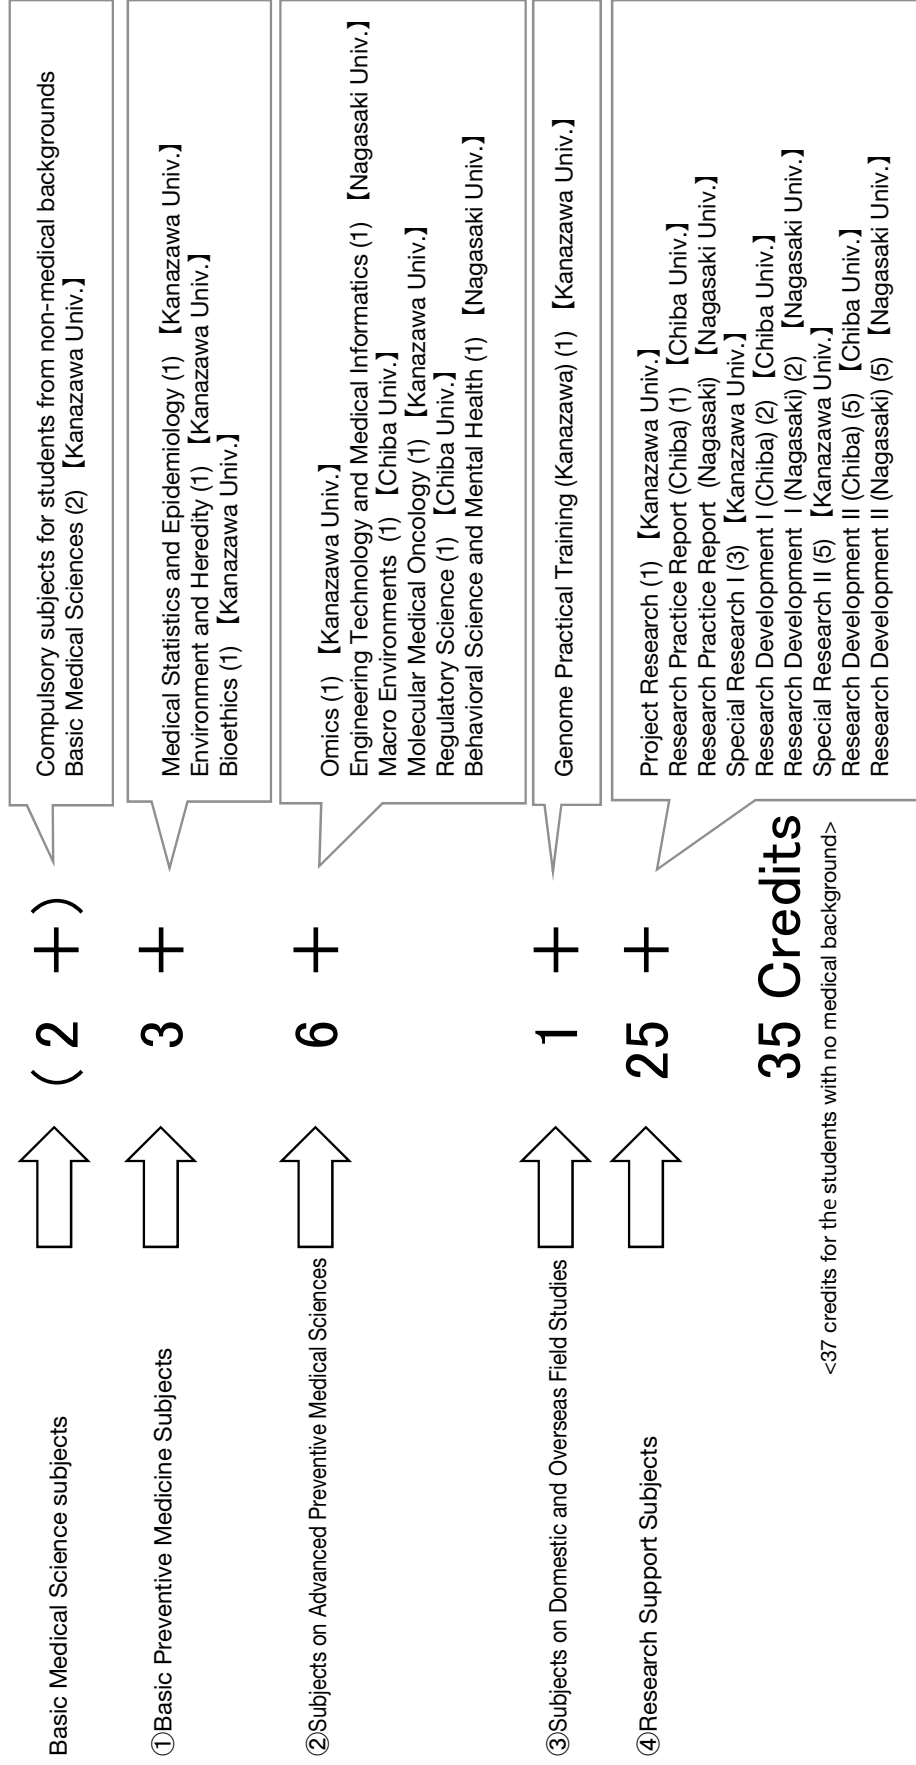 Basic Medical Science subjects
( 2 +)
Compulsory subjects for students from non-medical backgrounds
Basic Medical Sciences (2) 【Kanazawa Univ.】
①Basic Preventive Medicine Subjects
3 +
Medical Statistics and Epidemiology (1) 【Kanazawa Univ.】
Environment and Heredity (1) 【Kanazawa Univ.】
Bioethics (1) 【Kanazawa Univ.】
②Subjects on Advanced Preventive Medical Sciences
6 +
Omics (1) 【Kanazawa Univ.】
Engineering Technology and Medical Informatics (1) 【Nagasaki Univ.】
Macro Environments (1) 【Chiba Univ.】
Molecular Medical Oncology (1) 【Kanazawa Univ.】
Regulatory Science (1) 【Chiba Univ.】
Behavioral Science and Mental Health (1) 【Nagasaki Univ.】
③Subjects on Domestic and Overseas Field Studies
1 +
Genome Practical Training (Kanazawa) (1) 【Kanazawa Univ.】
④Research Support Subjects
25 +
Project Research (1) 【Kanazawa Univ.】
Research Practice Report (Chiba) (1) 【Chiba Univ.】
Research Practice Report (Nagasaki) 【Nagasaki Univ.】
Special Research I (3) 【Kanazawa Univ.】
Research Development I (Chiba) (2) 【Chiba Univ.】
Research Development I (Nagasaki) (2) 【Nagasaki Univ.】
Special Research II (5) 【Kanazawa Univ.】
Research Development II (Chiba) (5) 【Chiba Univ.】
Research Development II (Nagasaki) (5) 【Nagasaki Univ.】
35 Credits
<37 credits for the students with no medical background>